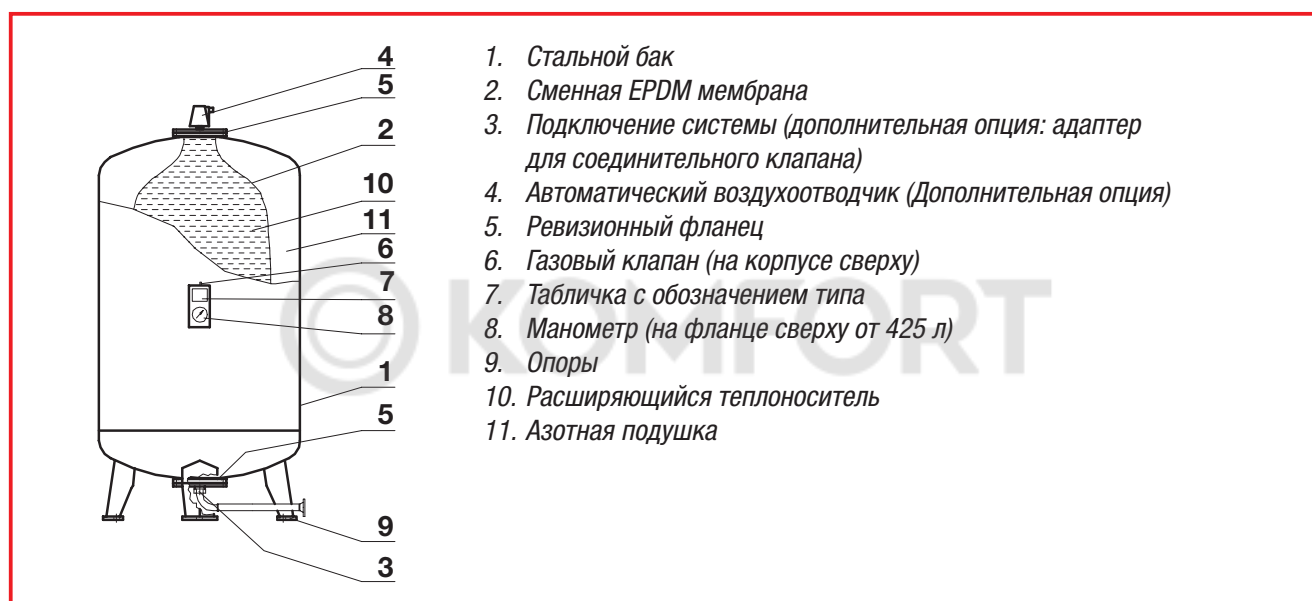 4
5
2
10
11
6
7
8
1
5
9
3
1. Стальной бак
2. Сменная EPDM мембрана
3. Подключение системы (дополнительная опция: адаптер
для соединительного клапана)
4. Автоматический воздухоотводчик (Дополнительная опция)
5. Ревизионный фланец
6. Газовый клапан (на корпусе сверху)
7. Табличка с обозначением типа
8. Манометр (на фланце сверху от 425 л)
9. Опоры
10. Расширяющийся теплоноситель
11. Азотная подушка
KOMFORT